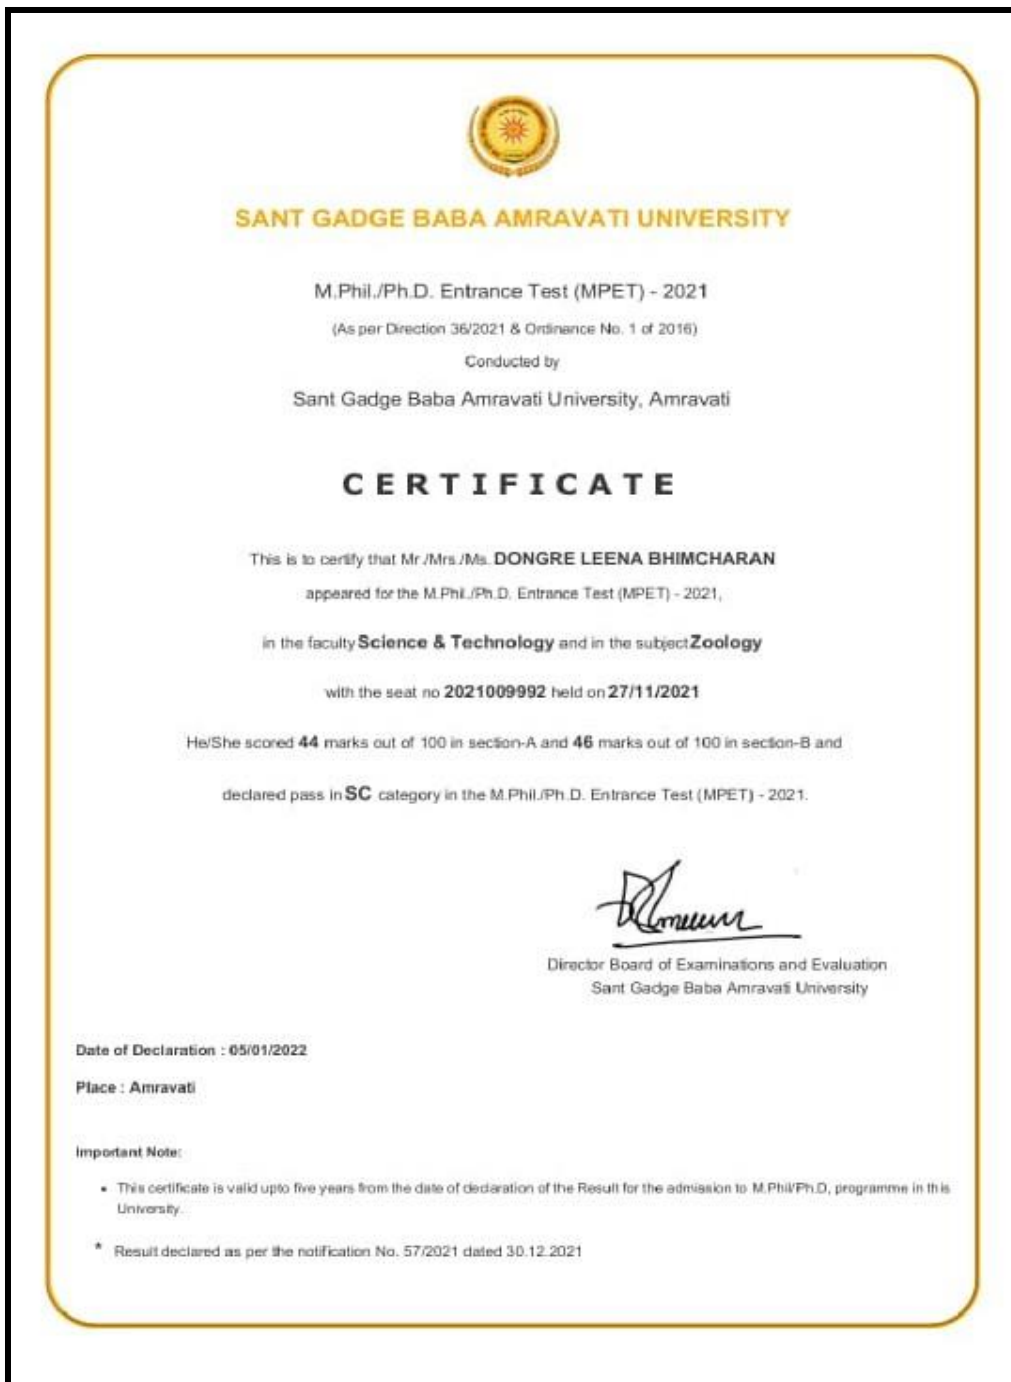 SANT GADGE BABA AMRAVATI UNIVERSITY
M.Phil./Ph.D. Entrance Test (MPET) - 2021
(As per Direction 36/2021 & Ordinance No. 1 of 2016)
Conducted by
Sant Gadge Baba Amravati University, Amravati
CERTIFICATE
This is to certify that Mr./Mrs./Ms. DONGRE LEENA BHIMCHARAN
appeared for the M.Phil./Ph.D. Entrance Test (MPET) - 2021,
in the faculty Science & Technology and in the subject Zoology
with the seat no 2021009992 held on 27/11/2021
He/She scored 44 marks out of 100 in section-A and 46 marks out of 100 in section-B and
declared pass in SC category in the M.Phil./Ph.D. Entrance Test (MPET) - 2021.
Director Board of Examinations and Evaluation
Sant Gadge Baba Amravati University
Date of Declaration : 05/01/2022
Place : Amravati
Important Note:
• This certificate is valid upto five years from the date of declaration of the Result for the admission to M.Phil/Ph.D, programme in this
University.
* Result declared as per the notification No. 57/2021 dated 30.12.2021